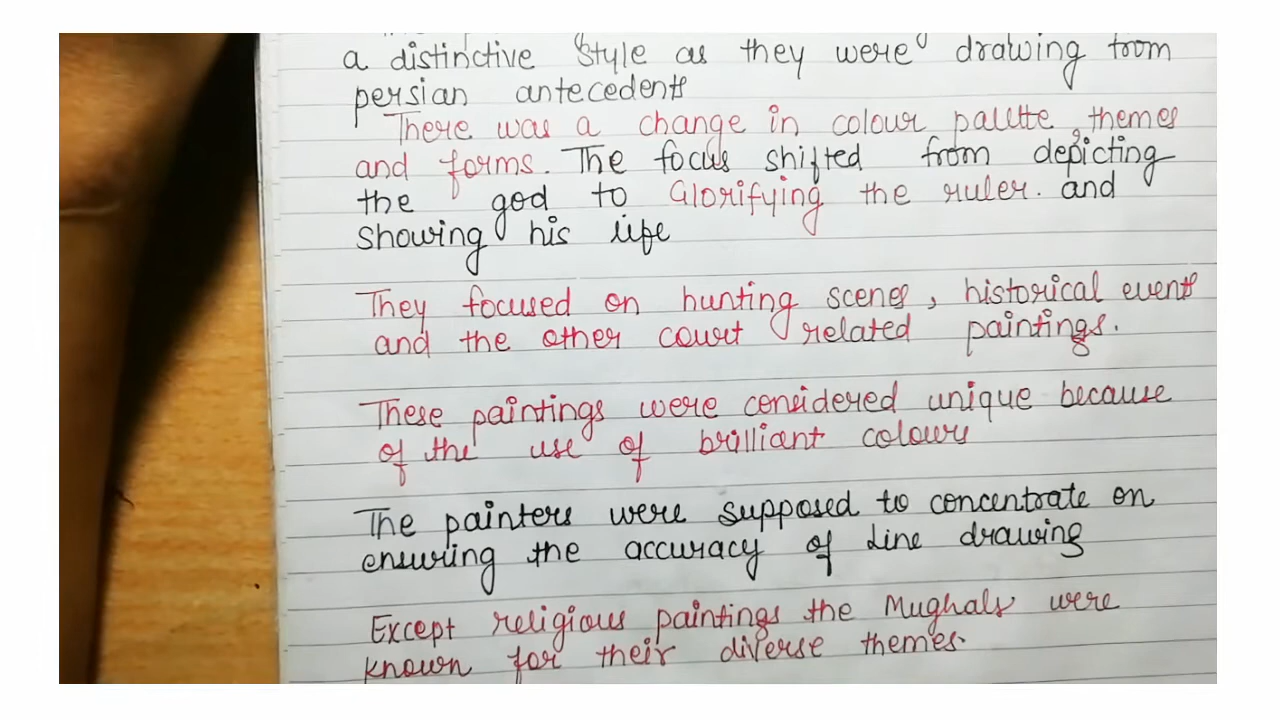 a distinctive style as they were drawing from
persian antecedents
There was a change in colour palette, themes
and forms. The focus shifted from depicting
the god to Glorifying the ruler. and
showing his life
They focused on hunting scenes, historical events
and the other court related paintings.
These paintings were considered unique because
of the use of brilliant colours
The painters were supposed to concentrate on
ensuring the accuracy of line drawing
Except religious paintings the Mughals were
known for their diverse themes.